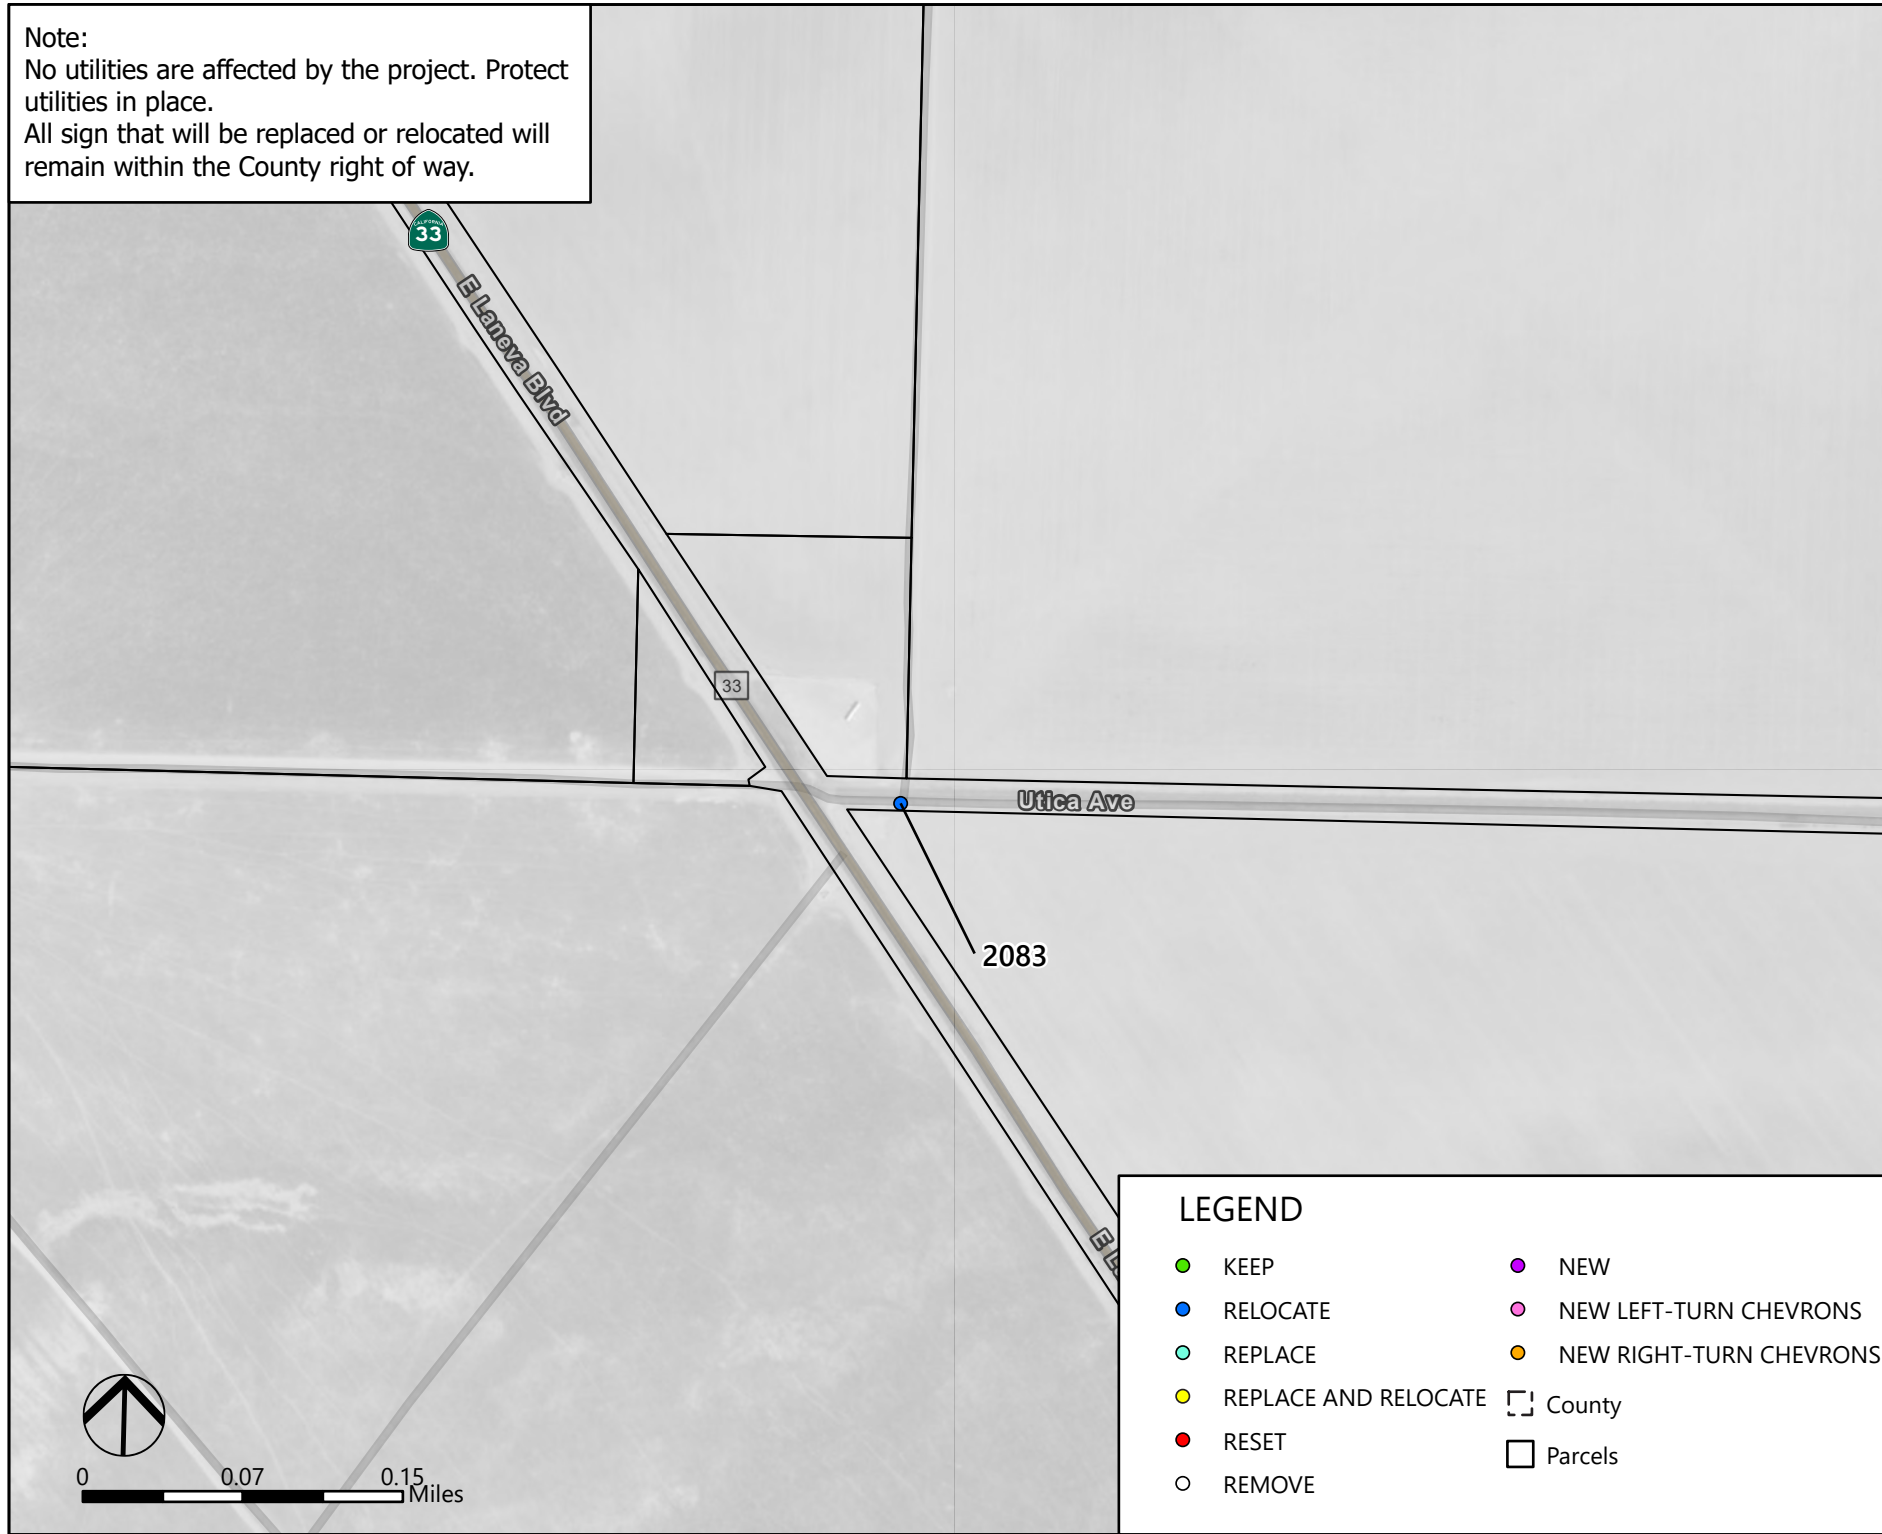 Note:
No utilities are affected by the project. Protect
utilities in place.
All sign that will be replaced or relocated will
remain within the County right of way.
CALIFORNIA
33
E Laneva Blvd
33
Utica Ave
2083
E
LEGEND
KEEP
RELOCATE
REPLACE
REPLACE AND RELOCATE
RESET
REMOVE
NEW
NEW LEFT-TURN CHEVRONS
NEW RIGHT-TURN CHEVRONS
County
Parcels
0 0.07 0.15
Miles